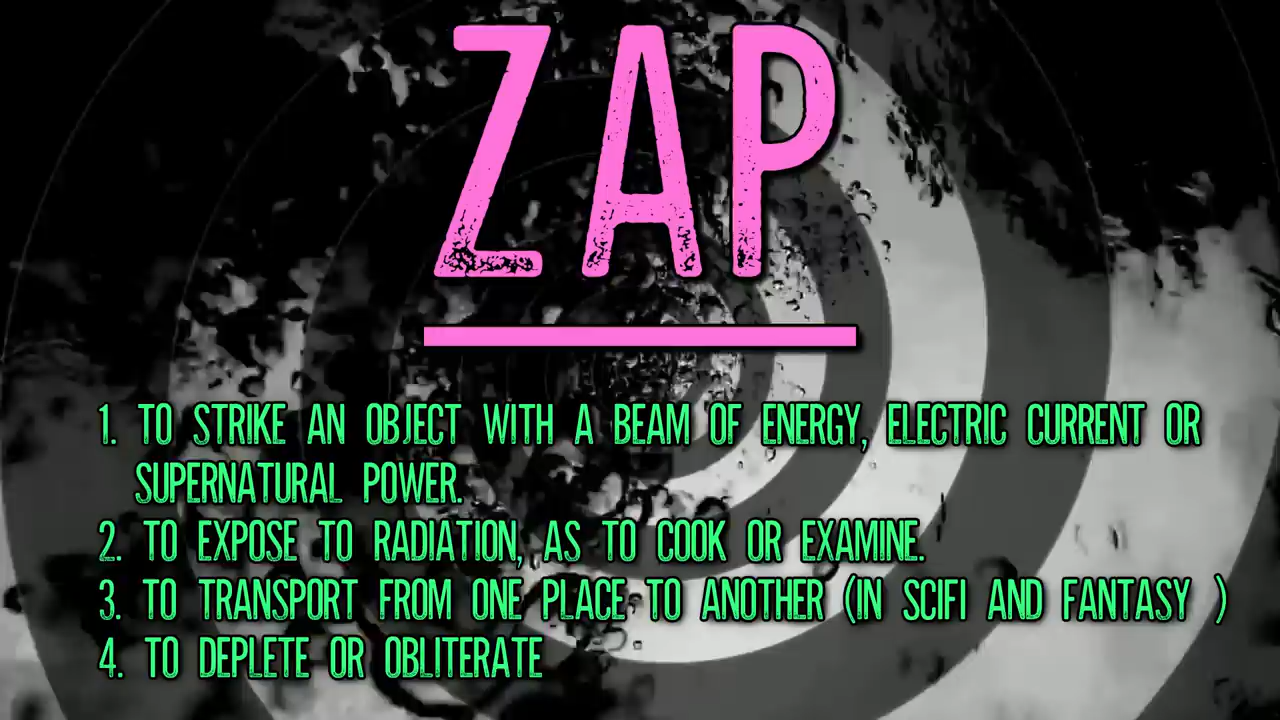 ZAP
1. TO STRIKE AN OBJECT WITH A BEAM OF ENERGY, ELECTRIC CURRENT OR
SUPERNATURAL POWER.
2. TO EXPOSE TO RADIATION, AS TO COOK OR EXAMINE.
3. TO TRANSPORT FROM ONE PLACE TO ANOTHER (IN SCIFI AND FANTASY )
4. TO DEPLETE OR OBLITERATE